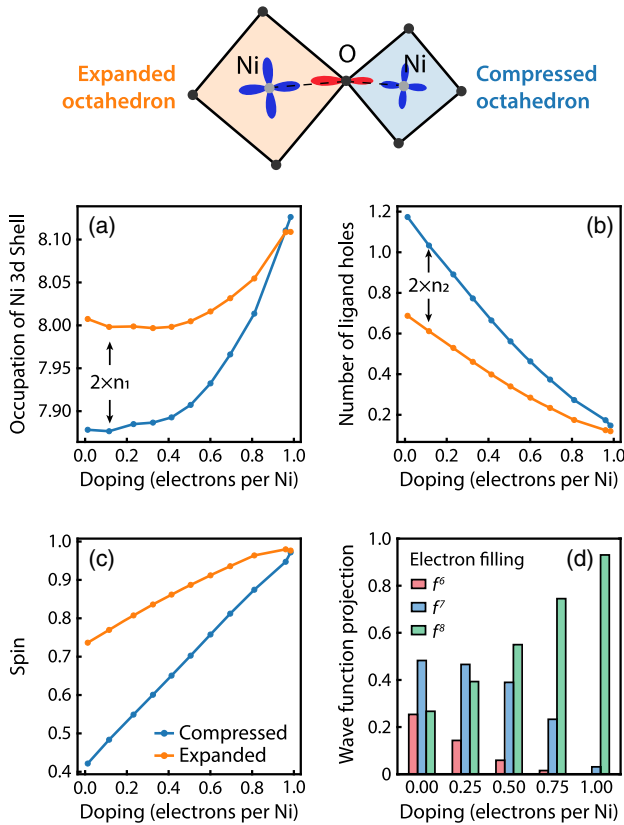 Expanded
octahedron
Ni
O
Ni
Compressed
octahedron
(a)
Occupation of Ni 3d Shell
8.10
8.05
8.00
7.95
7.90
2×n₁
0.0 0.2 0.4 0.6 0.8 1.0
Doping (electrons per Ni)
(b)
Number of ligand holes
1.2
1.0
0.8
0.6
0.4
0.2
2×n₂
0.0 0.2 0.4 0.6 0.8 1.0
Doping (electrons per Ni)
(c)
Spin
1.0
0.9
0.8
0.7
0.6
0.5
0.4
Compressed
Expanded
0.0 0.2 0.4 0.6 0.8 1.0
Doping (electrons per Ni)
(d)
Wave function projection
1.0
0.8
0.6
0.4
0.2
0
Electron filling
f⁶
f⁷
f⁸
0.00 0.25 0.50 0.75 1.00
Doping (electrons per Ni)